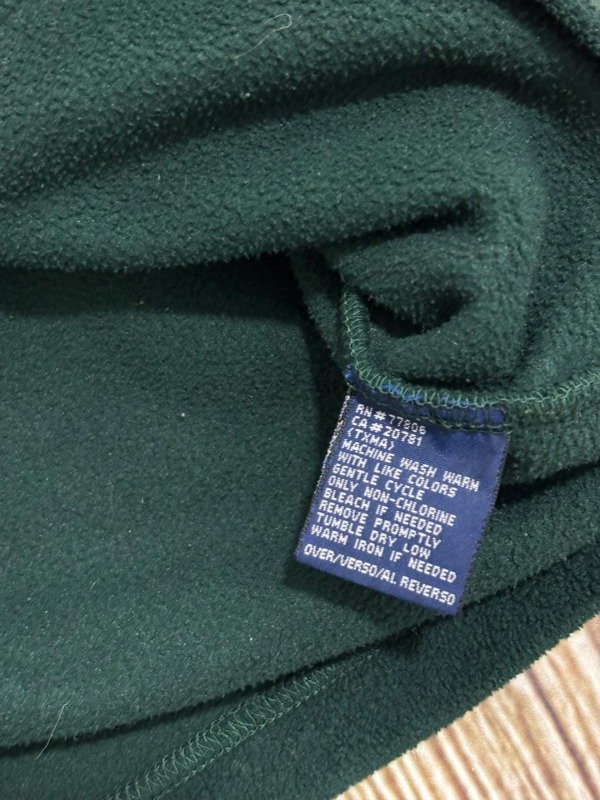 RN#77806
CA#20781
(TXMA)
MACHINE WASH WARM
WITH LIKE COLORS
GENTLE CYCLE
ONLY NON-CHLORINE
BLEACH IF NEEDED
REMOVE PROMPTLY
TUMBLE DRY LOW
WARM IRON IF NEEDED
OVER/VERSO/AL REVERSO